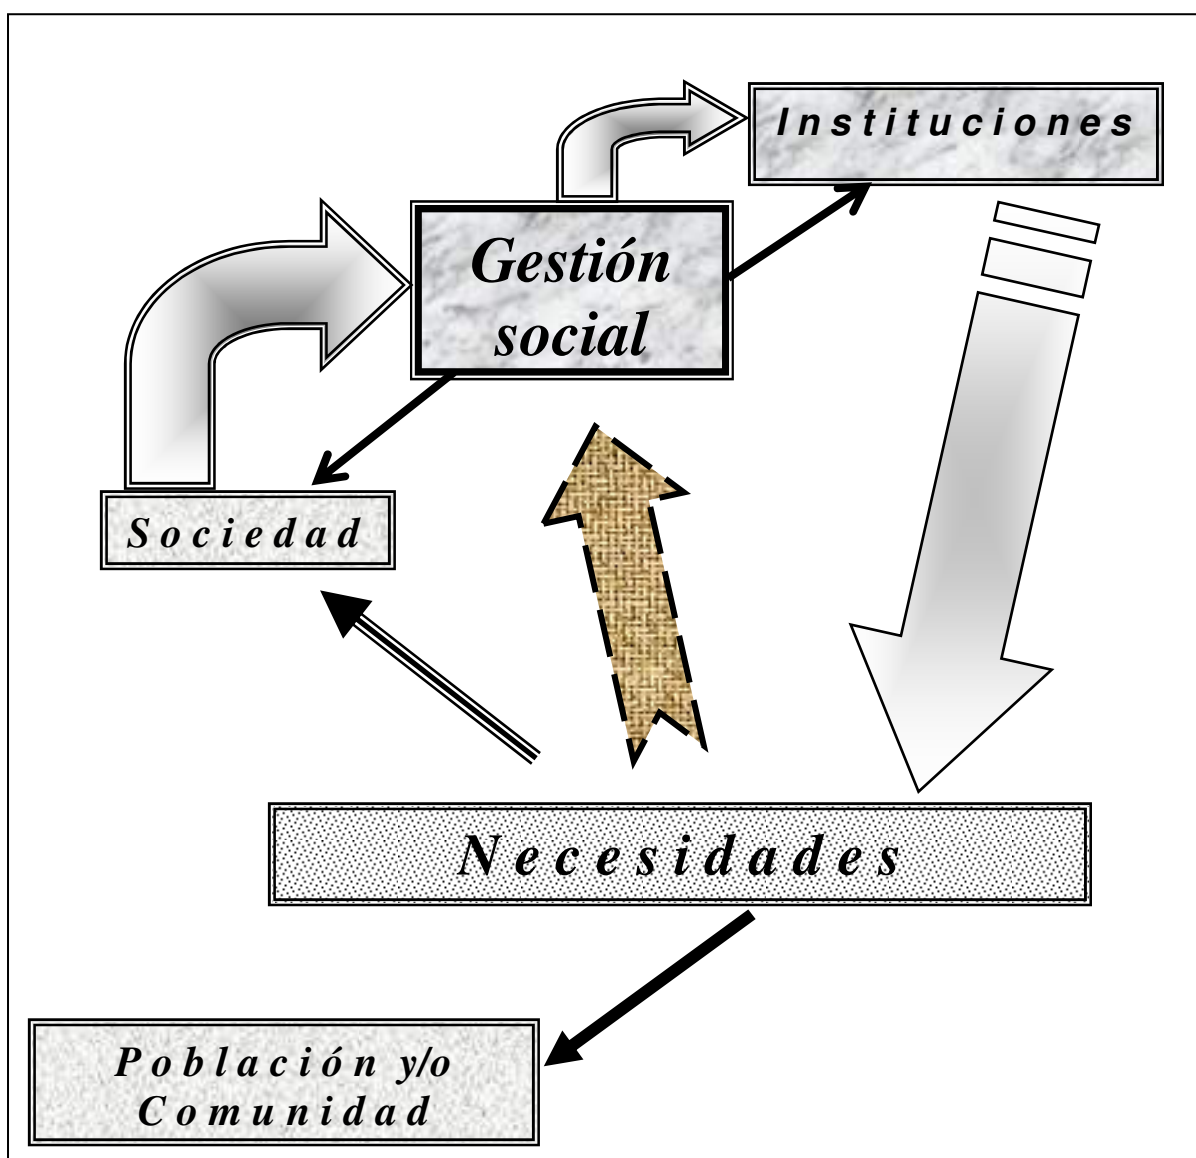 Instituciones
Gestión
social
Sociedad
Necesidades
Población y/o
Comunidad